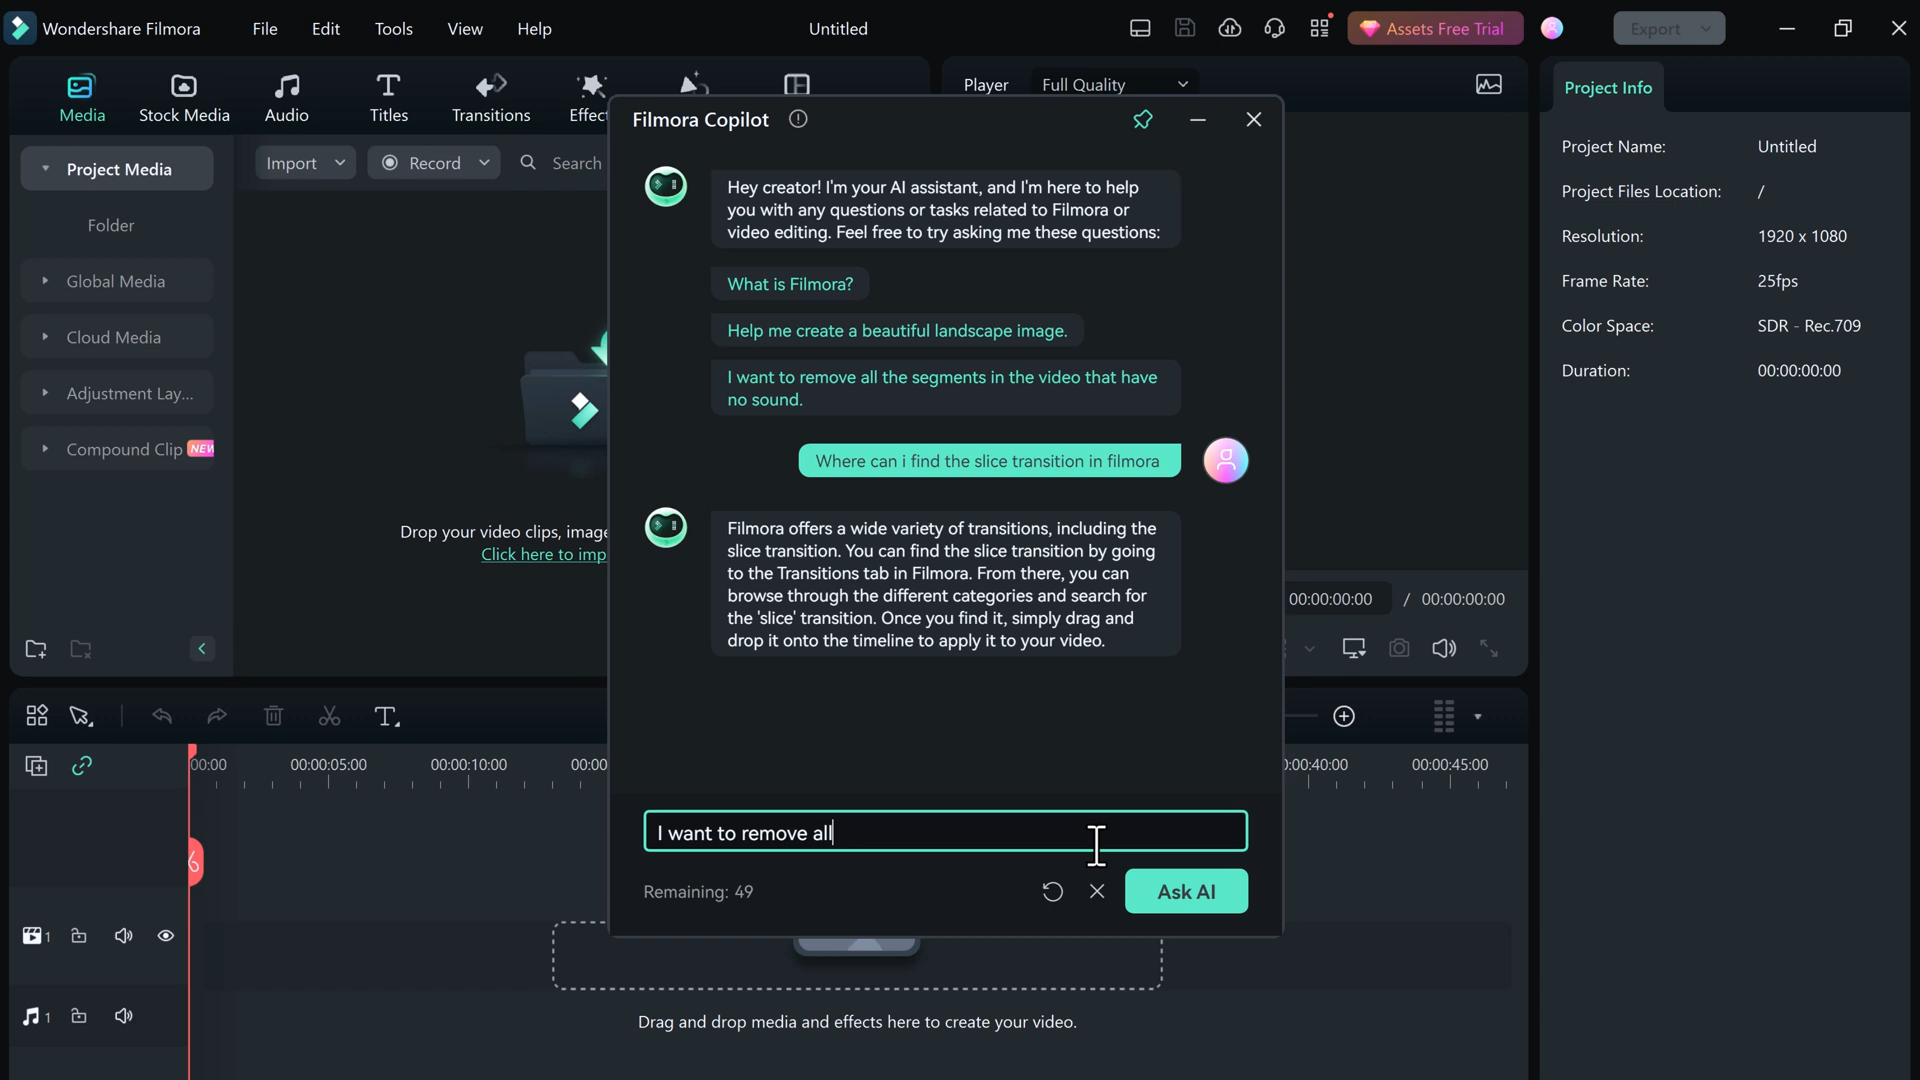 Wondershare Filmora
File
Edit
Tools
View
Help
Untitled
Assets Free Trial
Export
Media
Stock Media
Audio
Titles
Transitions
Effec
Player
Full Quality
Project Info
Filmora Copilot
Project Media
Import
Record
Search
Folder
Global Media
Cloud Media
Adjustment Lay...
Compound Clip
NEW
Drop your video clips, image
Click here to imp
Hey creator! I'm your AI assistant, and I'm here to help
you with any questions or tasks related to Filmora or
video editing. Feel free to try asking me these questions:
What is Filmora?
Help me create a beautiful landscape image.
I want to remove all the segments in the video that have
no sound.
Where can i find the slice transition in filmora
Filmora offers a wide variety of transitions, including the
slice transition. You can find the slice transition by going
to the Transitions tab in Filmora. From there, you can
browse through the different categories and search for
the 'slice' transition. Once you find it, simply drag and
drop it onto the timeline to apply it to your video.
I want to remove all
Remaining: 49
Ask AI
Project Name: Untitled
Project Files Location: /
Resolution: 1920 x 1080
Frame Rate: 25fps
Color Space: SDR - Rec.709
Duration: 00:00:00:00
00:00:00:00 / 00:00:00:00
00:00
00:00:05:00
00:00:10:00
00:00
:00:40:00
00:00:45:00
1
1
Drag and drop media and effects here to create your video.